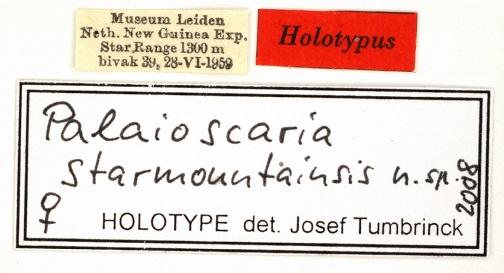 Museum Leiden
Neth. New Guinea Exp.
Star Range 1300 m
bivak 39, 28-VI-1959
Holotypus
Palaioscaria
starmountainsis n.sp.
2008
♀
HOLOTYPE det. Josef Tumbrinck